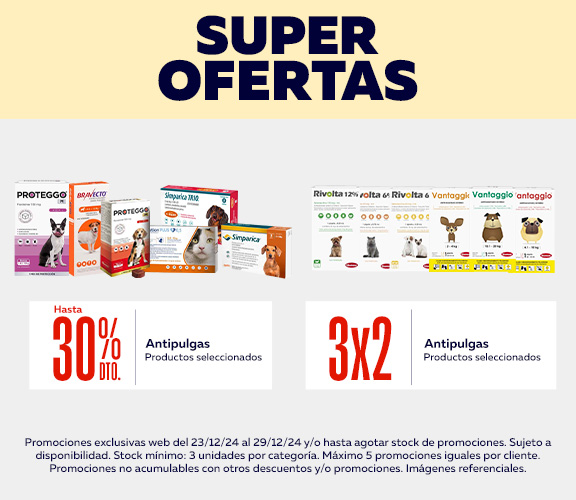 SUPER
OFERTAS
PROTEGGO
BRAVECTO
PROTEGGO
Simparica TRIO
Simparica
Rivolta 12%
Rivolta 6
Vantaggio
Vantaggio
Vantaggio
Hasta
30%
DTO.
Antipulgas
Productos seleccionados
3x2
Antipulgas
Productos seleccionados
Promociones exclusivas web del 23/12/24 al 29/12/24 y/o hasta agotar stock de promociones. Sujeto a
disponibilidad. Stock mínimo: 3 unidades por categoría. Máximo 5 promociones iguales por cliente.
Promociones no acumulables con otros descuentos y/o promociones. Imágenes referenciales.